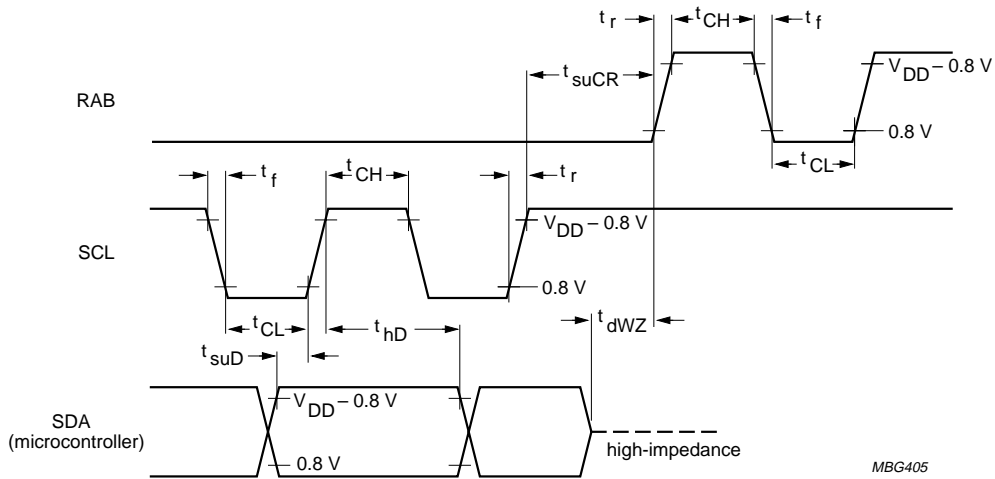 t r
t CH
t f
t suCR
V DD – 0.8 V
RAB
0.8 V
t CL
t f
t CH
t r
V DD – 0.8 V
SCL
0.8 V
t CL
t hD
t dWZ
t suD
V DD – 0.8 V
SDA
(microcontroller)
high-impedance
0.8 V
MBG405